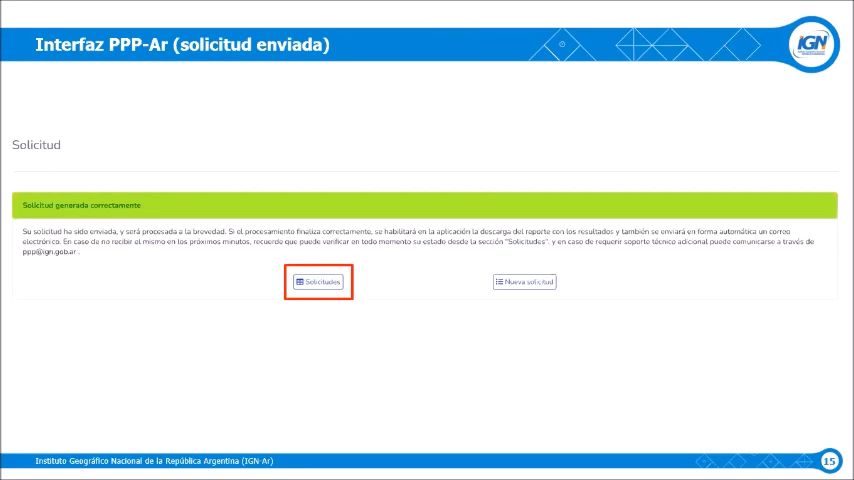 Interfaz PPP-Ar (solicitud enviada)
IGN
Solicitud
Solicitud generada correctamente
Su solicitud ha sido enviada, y será procesada a la brevedad. Si el procesamiento finaliza correctamente, se habilitará en la aplicación la descarga del reporte con los resultados y también se enviará en forma automática un correo
electrónico. En caso de no recibir el mismo en los próximos minutos, recuerde que puede verificar en todo momento su estado desde la sección "Solicitudes", y en caso de requerir soporte técnico adicional puede comunicarse a través de
ppp@ign.gob.ar .
Solicitudes
Nueva solicitud
Instituto Geográfico Nacional de la República Argentina (IGN-Ar)
15